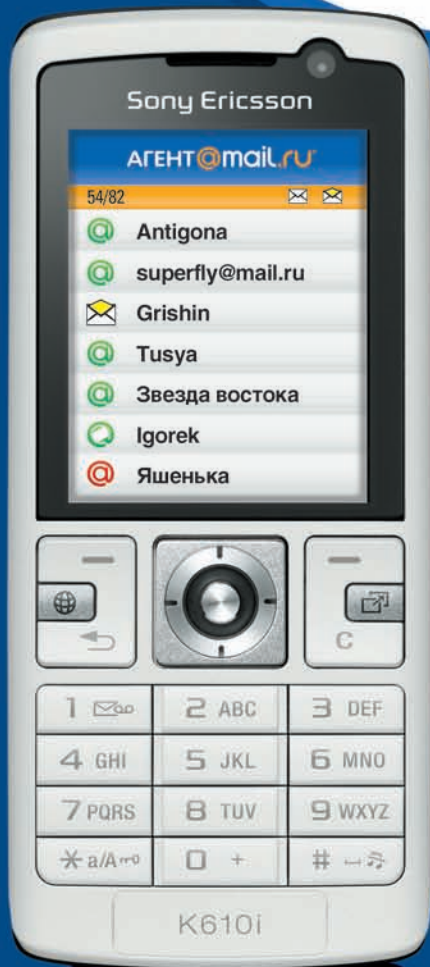 Sony Ericsson
АГЕНТ@mail.ru
54/82
Antigona
superfly@mail.ru
Grishin
Tusya
Звезда востока
Igorek
Яшенька
C
1 2 ABC 3 DEF
4 GHI 5 JKL 6 MNO
7 PQRS 8 TUV 9 WXYZ
* a/A 0 + #
K610i